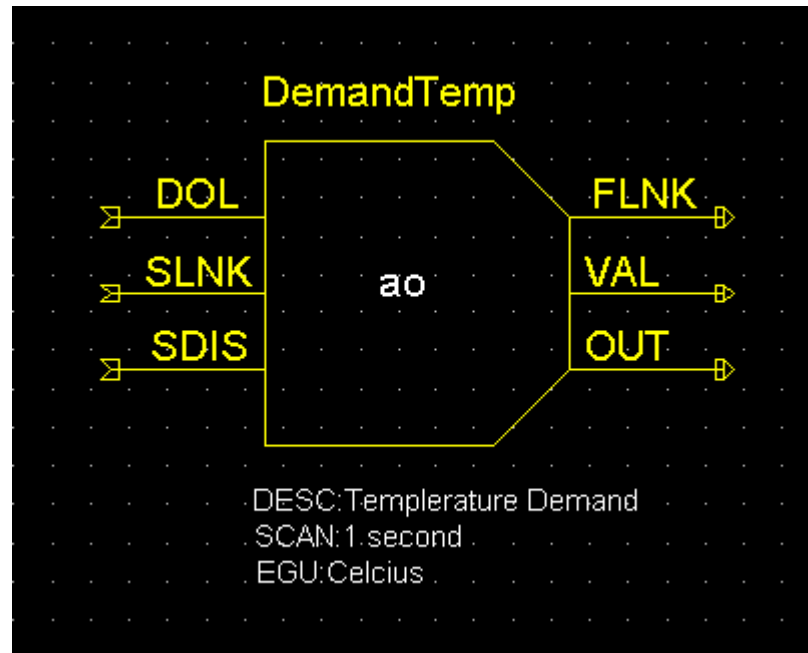 DemandTemp
DOL
FLNK
SLNK
ao
VAL
SDIS
OUT
DESC:Templerature Demand
SCAN:1 second
EGU:Celcius